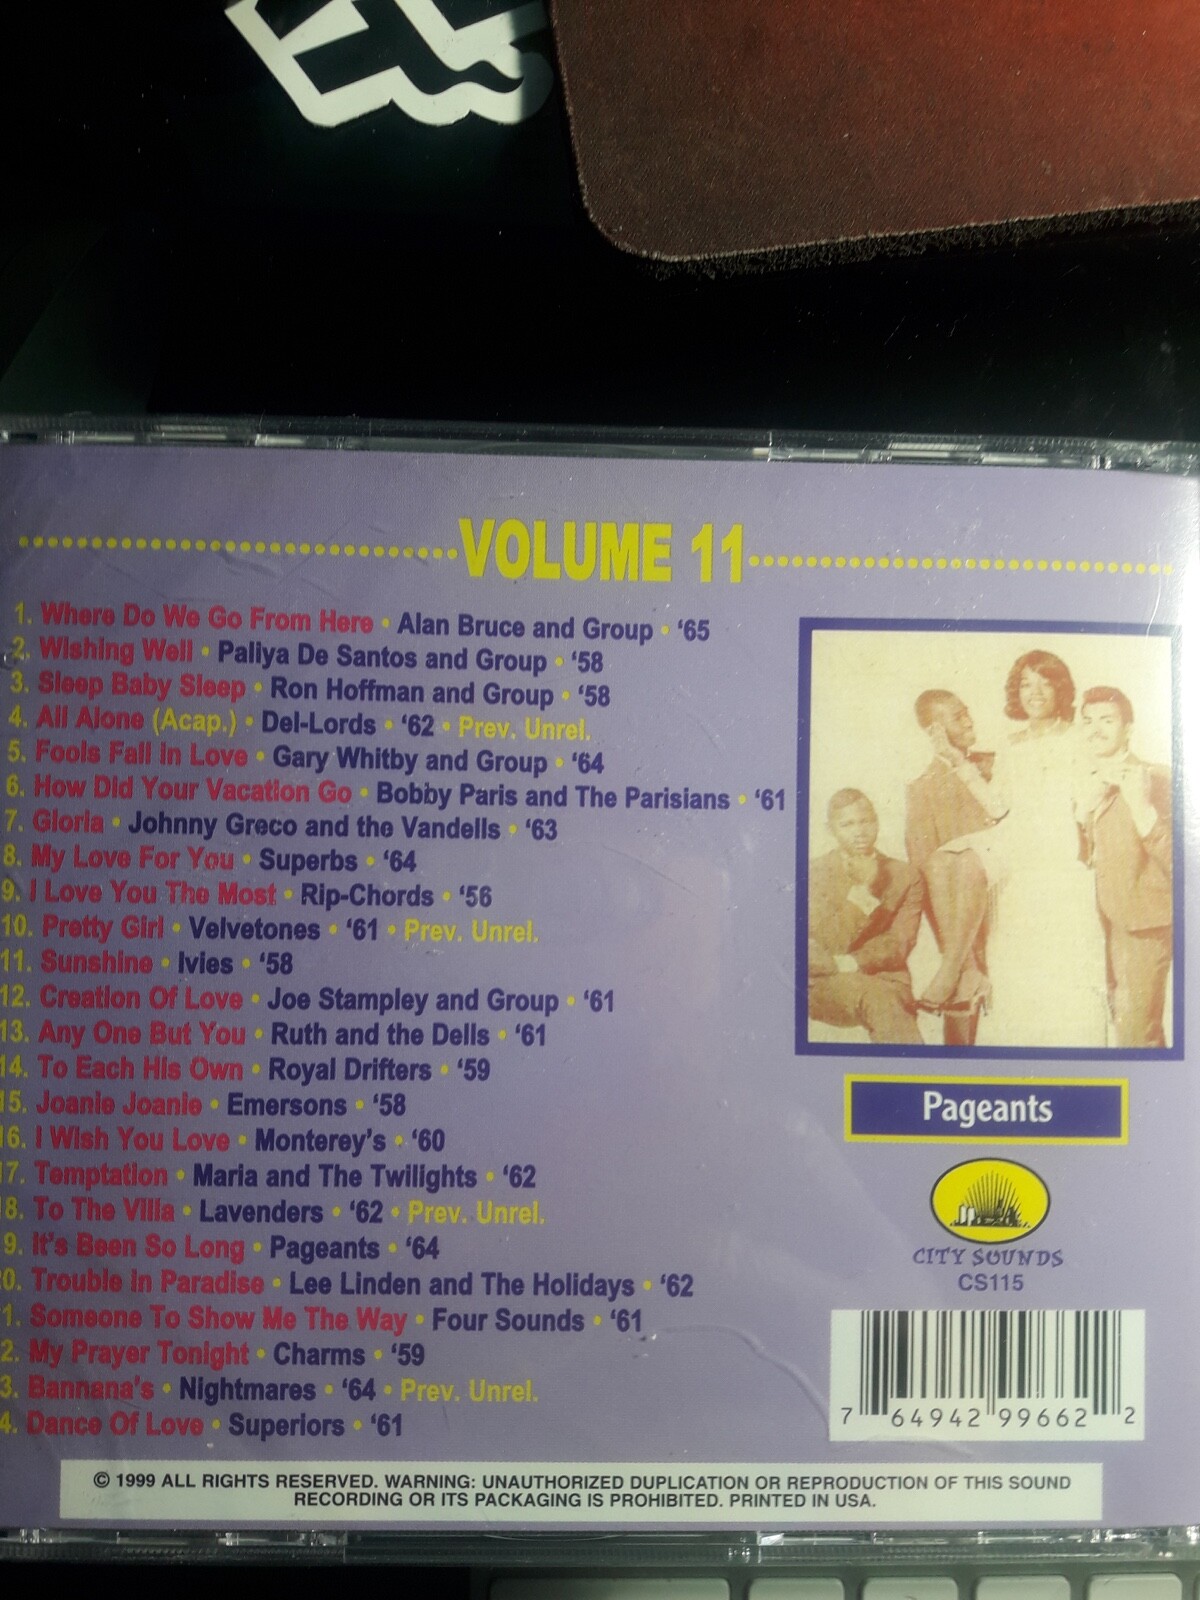 VOLUME 11
1. Where Do We Go From Here • Alan Bruce and Group • '65
2. Wishing Well • Paliya De Santos and Group • '58
3. Sleep Baby Sleep • Ron Hoffman and Group • '58
4. All Alone (Acap.) • Del-Lords • '62 • Prev. Unrel.
5. Fools Fall in Love • Gary Whitby and Group • '64
6. How Did Your Vacation Go • Bobby Paris and The Parisians • '61
7. Gloria • Johnny Greco and the Vandells • '63
8. My Love For You • Superbs • '64
9. I Love You The Most • Rip-Chords • '56
10. Pretty Girl • Velvetones • '61 • Prev. Unrel.
11. Sunshine • Ivies • '58
12. Creation Of Love • Joe Stampley and Group • '61
13. Any One But You • Ruth and the Dells • '61
14. To Each His Own • Royal Drifters • '59
15. Joanie Joanie • Emersons • '58
16. I Wish You Love • Monterey's • '60
17. Temptation • Maria and The Twilights • '62
8. To The Villa • Lavenders • '62 • Prev. Unrel.
9. It's Been So Long • Pageants • '64
0. Trouble In Paradise • Lee Linden and The Holidays • '62
1. Someone To Show Me The Way • Four Sounds • '61
2. My Prayer Tonight • Charms • '59
3. Bannana's • Nightmares • '64 • Prev. Unrel.
4. Dance Of Love • Superiors • '61
Pageants
CITY SOUNDS
CS115
7 64942 99662 2
© 1999 ALL RIGHTS RESERVED. WARNING: UNAUTHORIZED DUPLICATION OR REPRODUCTION OF THIS SOUND
RECORDING OR ITS PACKAGING IS PROHIBITED. PRINTED IN USA.